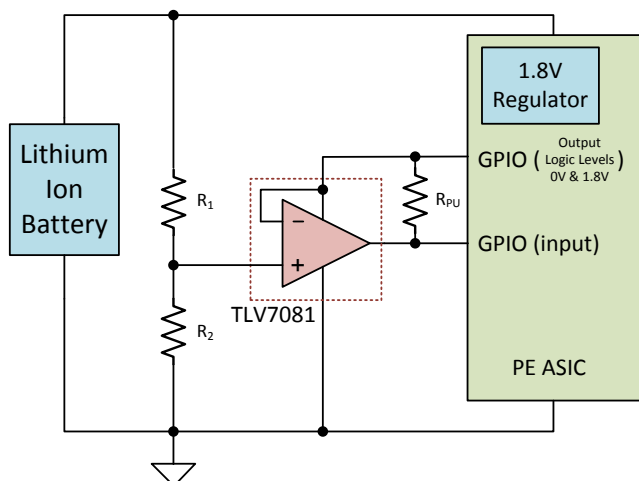 1.8V
Regulator
Lithium
Ion
Battery
GPIO (Output Logic Levels 0V & 1.8V)
R1
RPU
−
+
GPIO (input)
TLV7081
R2
PE ASIC